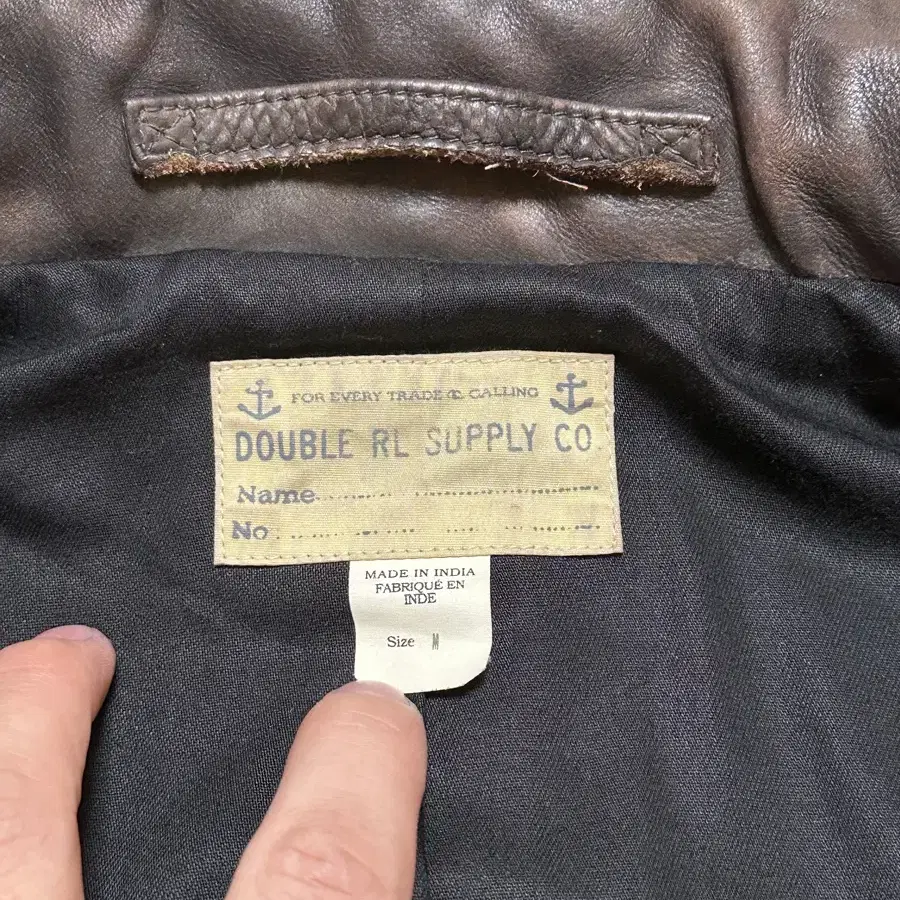 FOR EVERY TRADE & CALLING
DOUBLE RL SUPPLY CO.
Name
No.
MADE IN INDIA
FABRIQUÉ EN
INDE
Size M